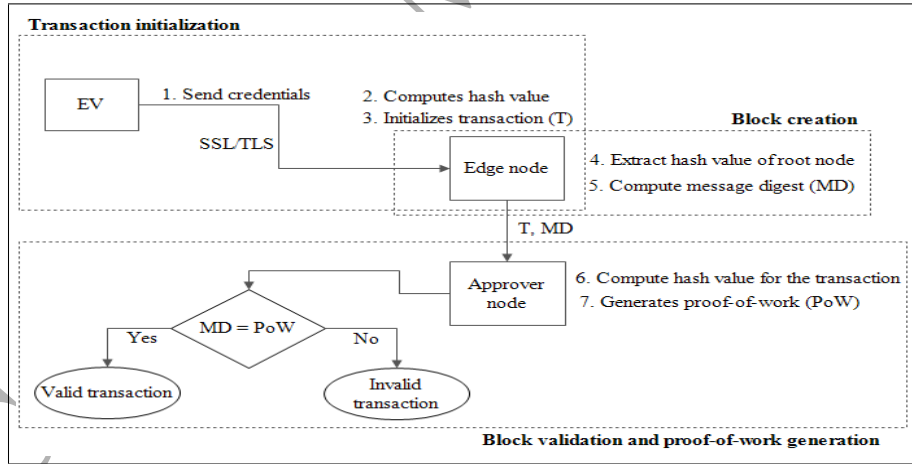 Transaction initialization
EV
1. Send credentials
SSL/TLS
2. Computes hash value
3. Initializes transaction (T)
Block creation
Edge node
4. Extract hash value of root node
5. Compute message digest (MD)
T, MD
Approver
node
6. Compute hash value for the transaction
7. Generates proof-of-work (PoW)
MD = PoW
Yes
No
Valid transaction
Invalid
transaction
Block validation and proof-of-work generation